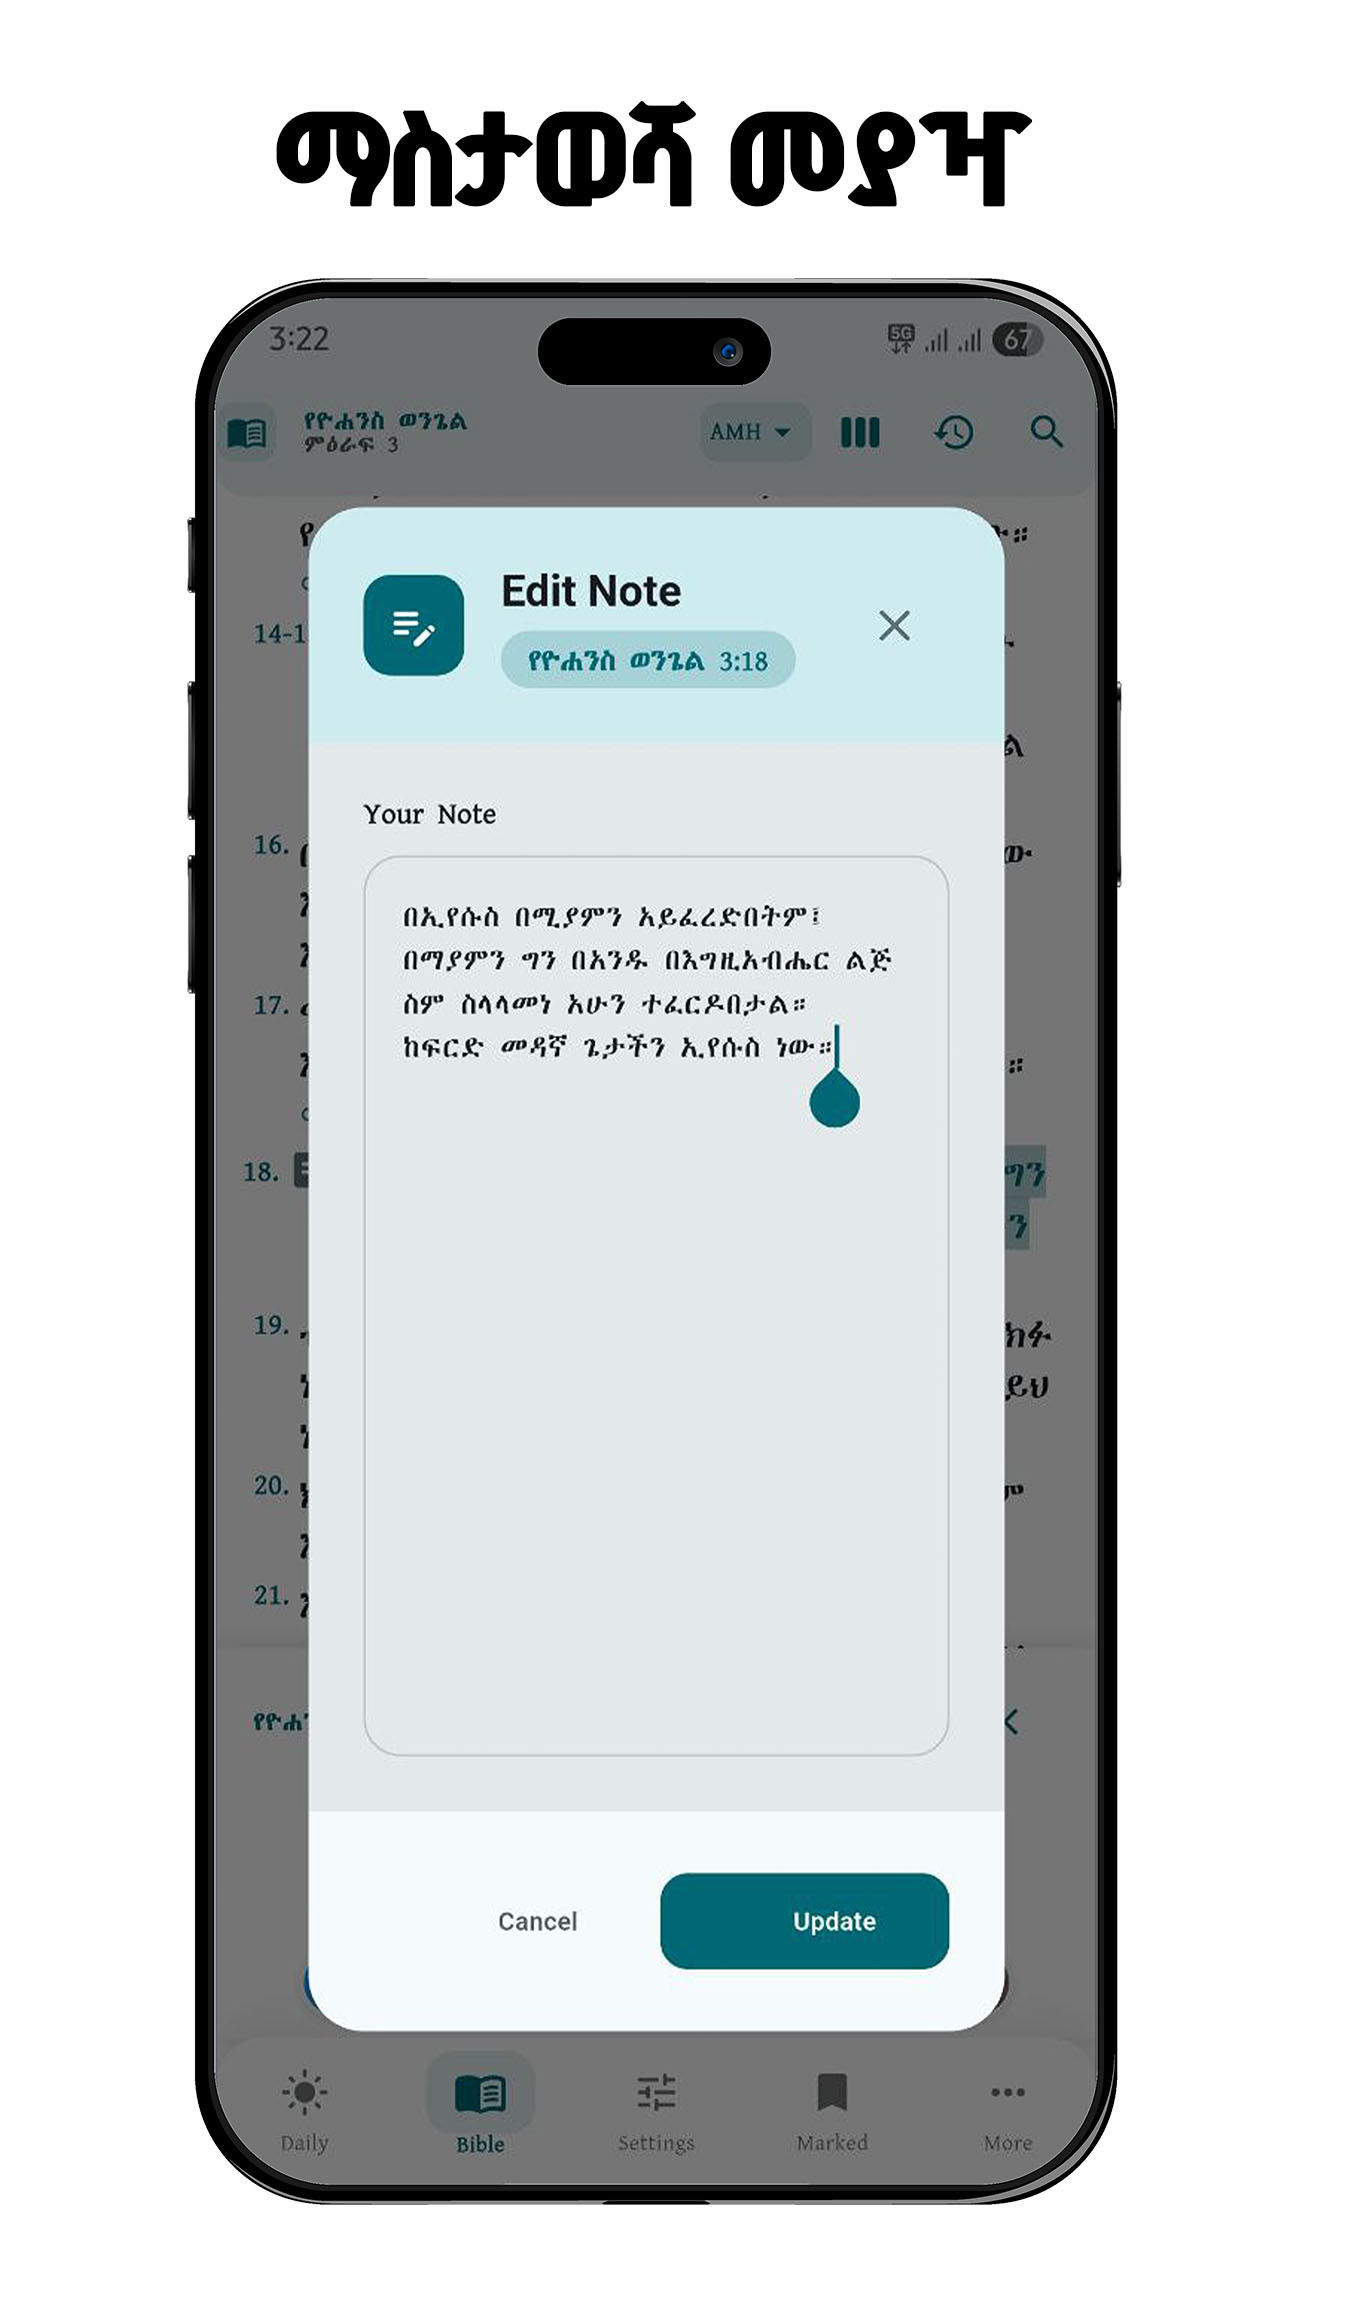 ማስታወሻ መያዣ
3:22
5G
67
የዮሐንስ ወንጌል
ምዕራፍ 3
AMH
Edit Note
የዮሐንስ ወንጌል 3:18
Your Note
በኢየሱስ በሚያምን አይፈረድበትም፤
በማያምን ግን በአንዱ በእግዚአብሔር ልጅ
ስም ስላላመነ አሁን ተፈርዶበታል።
ከፍርድ መዳኛ ጌታችን ኢየሱስ ነው።
16.
17.
18.
ግን
19.
20.
21.
Cancel
Update
Daily
Bible
Settings
Marked
More